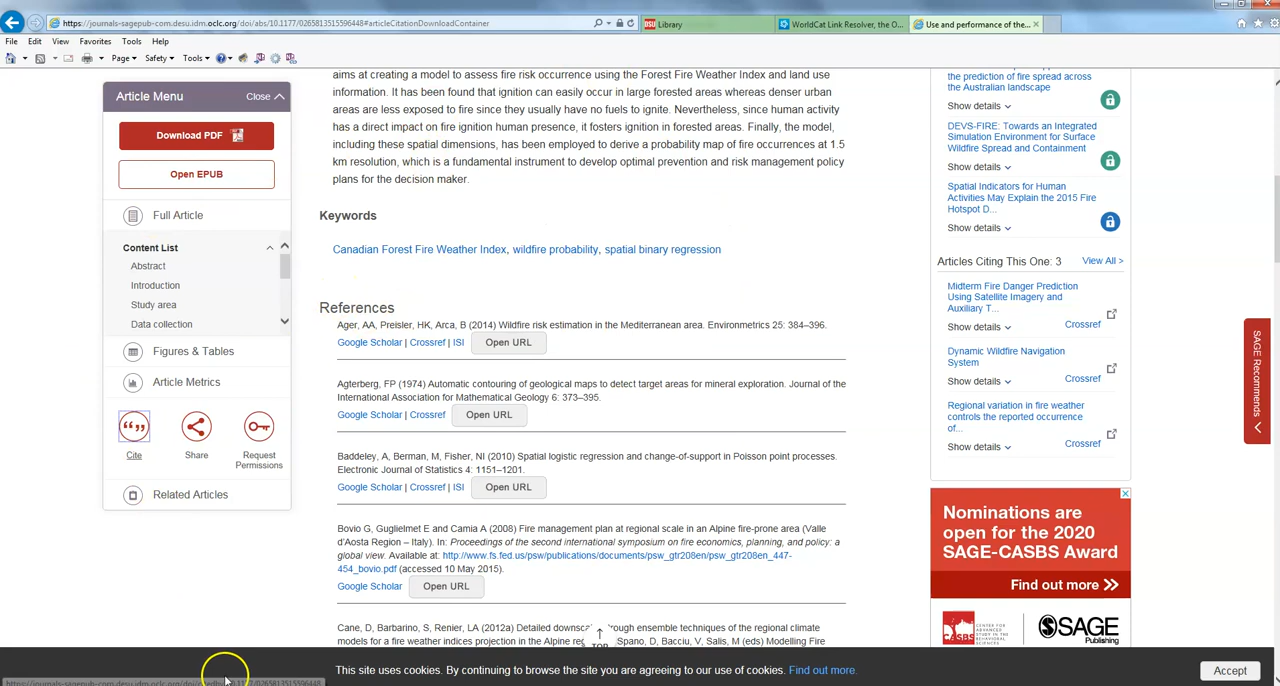 https://journals-sagepub-com.desu.idm.oclc.org/doi/abs/10.1177/0265813515596448#articleCitationDownloadContainer
DSU Library
WorldCat Link Resolver, the O...
Use and performance of the...
File Edit View Favorites Tools Help
Page Safety Tools
Article Menu Close
Download PDF
Open EPUB
Full Article
Content List
Abstract
Introduction
Study area
Data collection
Figures & Tables
Article Metrics
Cite
Share
Request Permissions
Related Articles
aims at creating a model to assess fire risk occurrence using the Forest Fire Weather Index and land use
information. It has been found that ignition can easily occur in large forested areas whereas denser urban
areas are less exposed to fire since they usually have no fuels to ignite. Nevertheless, since human activity
has a direct impact on fire ignition human presence, it fosters ignition in forested areas. Finally, the model,
including these spatial dimensions, has been employed to derive a probability map of fire occurrences at 1.5
km resolution, which is a fundamental instrument to develop optimal prevention and risk management policy
plans for the decision maker.
Keywords
Canadian Forest Fire Weather Index, wildfire probability, spatial binary regression
References
Ager, AA, Preisler, HK, Arca, B (2014) Wildfire risk estimation in the Mediterranean area. Environmetrics 25: 384–396.
Google Scholar | Crossref | ISI Open URL
Agterberg, FP (1974) Automatic contouring of geological maps to detect target areas for mineral exploration. Journal of the
International Association for Mathematical Geology 6: 373–395.
Google Scholar | Crossref Open URL
Baddeley, A, Berman, M, Fisher, NI (2010) Spatial logistic regression and change-of-support in Poisson point processes.
Electronic Journal of Statistics 4: 1151–1201.
Google Scholar | Crossref | ISI Open URL
Bovio G, Guglielmet E and Camia A (2008) Fire management plan at regional scale in an Alpine fire-prone area (Valle
d'Aosta Region – Italy). In: Proceedings of the second international symposium on fire economics, planning, and policy: a
global view. Available at: http://www.fs.fed.us/psw/publications/documents/psw_gtr208en/psw_gtr208en_447-
454_bovio.pdf (accessed 10 May 2015).
Google Scholar Open URL
Cane, D, Barbarino, S, Renier, LA (2012a) Detailed downsc rough ensemble techniques of the regional climate
models for a fire weather indices projection in the Alpine reg Spano, D, Bacciu, V, Salis, M (eds) Modelling Fire
TOP
the prediction of fire spread across
the Australian landscape
Show details
DEVS-FIRE: Towards an Integrated
Simulation Environment for Surface
Wildfire Spread and Containment
Show details
Spatial Indicators for Human
Activities May Explain the 2015 Fire
Hotspot D...
Show details
Articles Citing This One: 3 View All >
Midterm Fire Danger Prediction
Using Satellite Imagery and
Auxiliary T...
Show details Crossref
Dynamic Wildfire Navigation
System
Show details Crossref
Regional variation in fire weather
controls the reported occurrence
of...
Show details Crossref
Nominations are
open for the 2020
SAGE-CASBS Award
Find out more
CASBS
CENTER FOR
ADVANCED
STUDY IN THE
BEHAVIORAL
SCIENCES
SAGE
Publishing
SAGE Recommends
This site uses cookies. By continuing to browse the site you are agreeing to our use of cookies. Find out more.
Accept